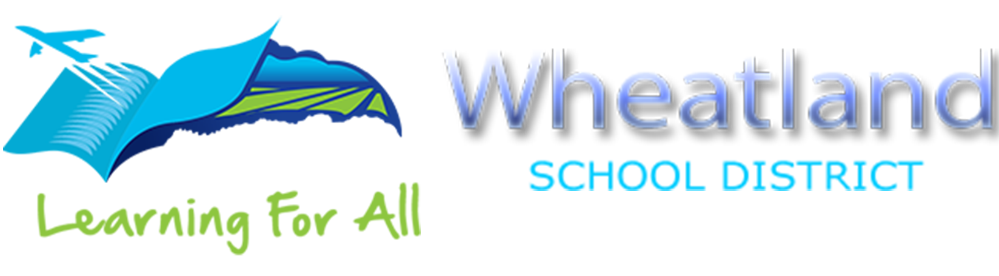 Wheatland
SCHOOL DISTRICT
Learning For All